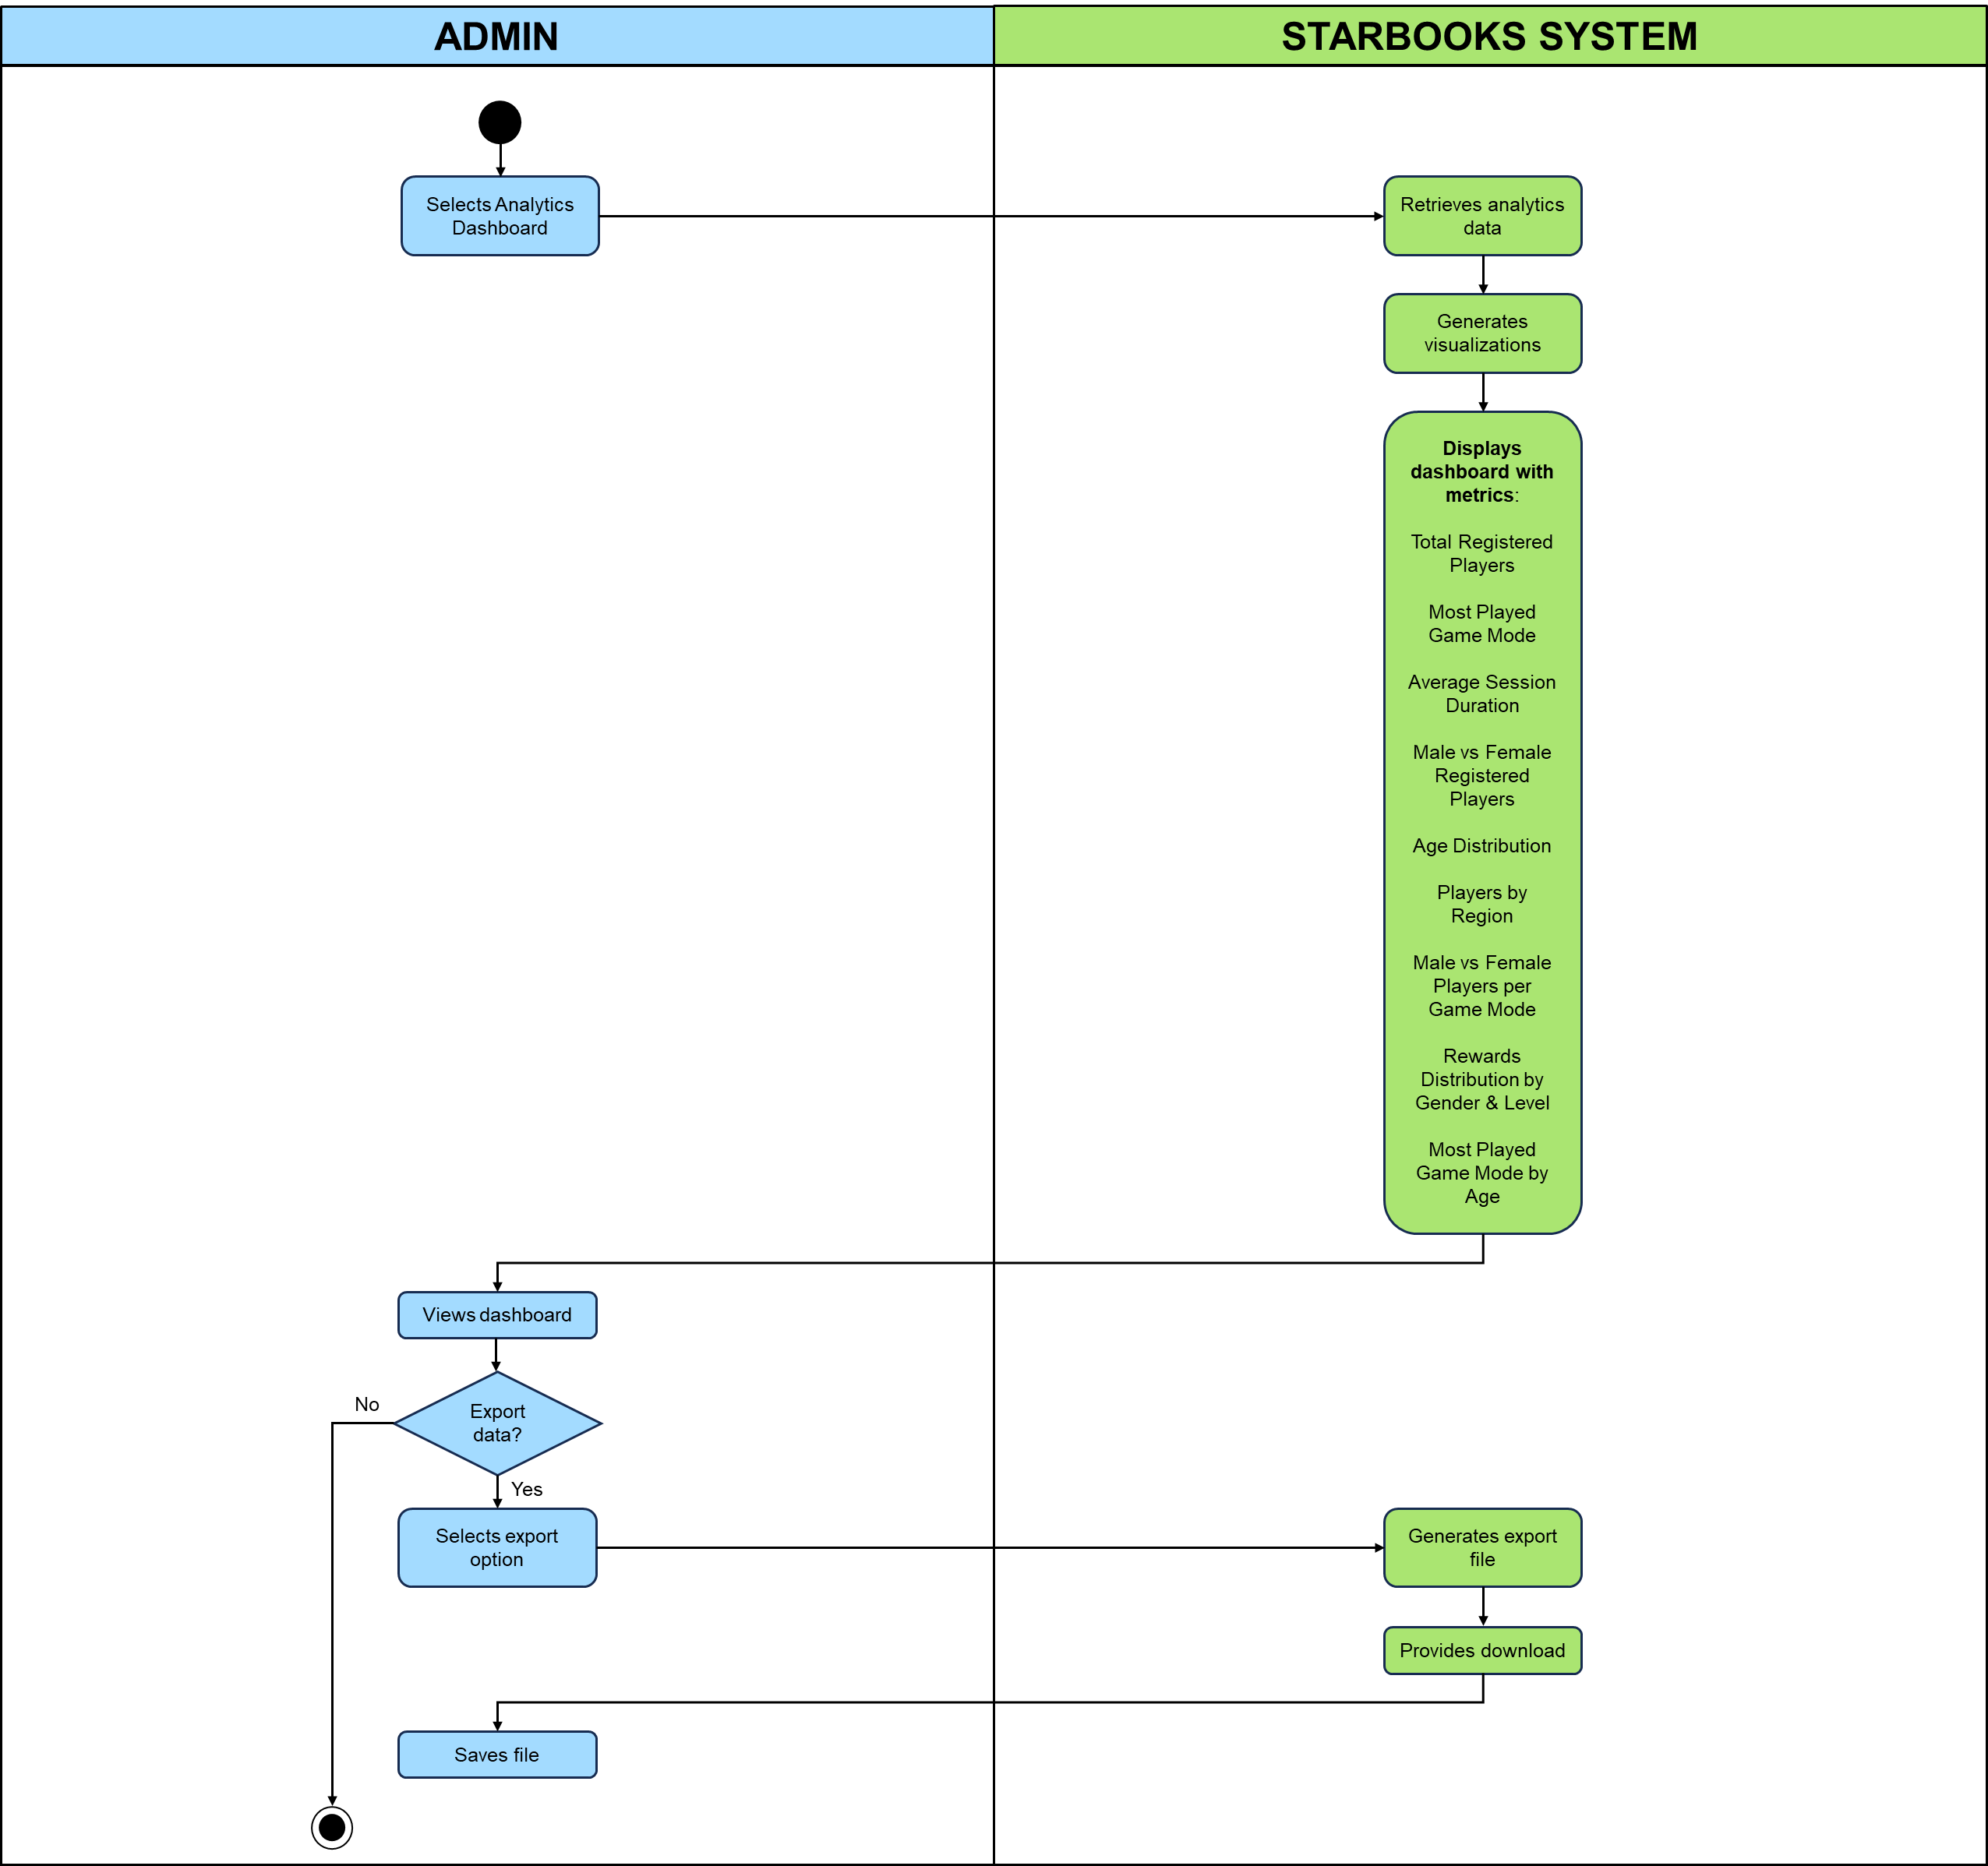 ADMIN
STARBOOKS SYSTEM
Selects Analytics
Dashboard
Retrieves analytics
data
Generates
visualizations
Displays
dashboard with
metrics:
Total Registered
Players
Most Played
Game Mode
Average Session
Duration
Male vs Female
Registered
Players
Age Distribution
Players by
Region
Male vs Female
Players per
Game Mode
Rewards
Distribution by
Gender & Level
Most Played
Game Mode by
Age
Views dashboard
Export
data?
No
Yes
Selects export
option
Generates export
file
Provides download
Saves file